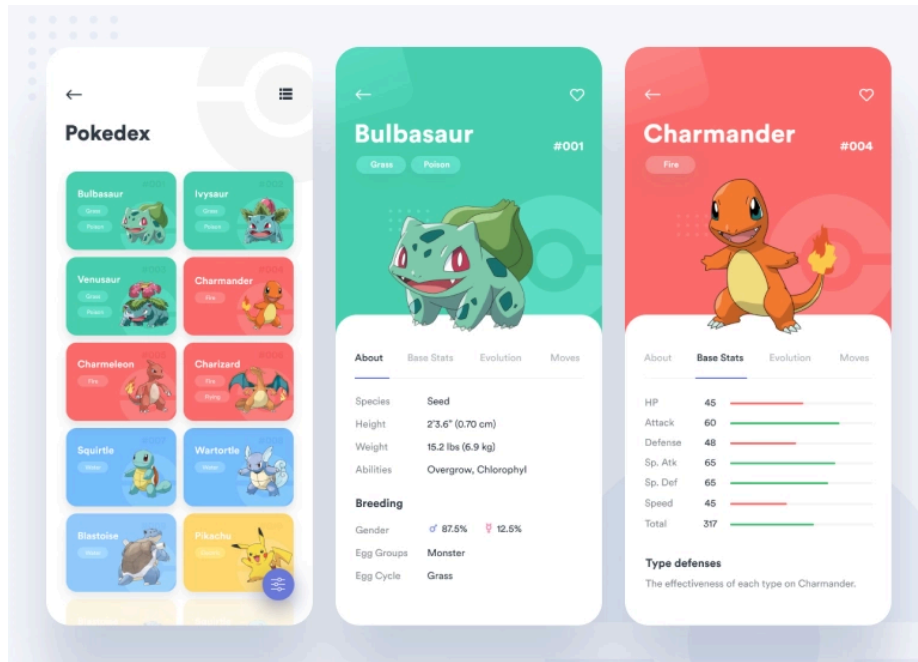 Pokedex
Bulbasaur
Grass
Poison
Ivysaur
Grass
Poison
Venusaur
Grass
Poison
#004
Charmander
Fire
Charmeleon
Fire
Charizard
Fire
Flying
Squirtle
Water
Wartortle
Water
Blastoise
Water
Pikachu
Bulbasaur
#001
Grass Poison
About Base Stats Evolution Moves
Species Seed
Height 2'3.6" (0.70 cm)
Weight 15.2 lbs (6.9 kg)
Abilities Overgrow, Chlorophyl
Breeding
Gender ♂ 87.5% ☿ 12.5%
Egg Groups Monster
Egg Cycle Grass
Charmander
#004
Fire
About Base Stats Evolution Moves
HP 45
Attack 60
Defense 48
Sp. Atk 65
Sp. Def 65
Speed 45
Total 317
Type defenses
The effectiveness of each type on Charmander.